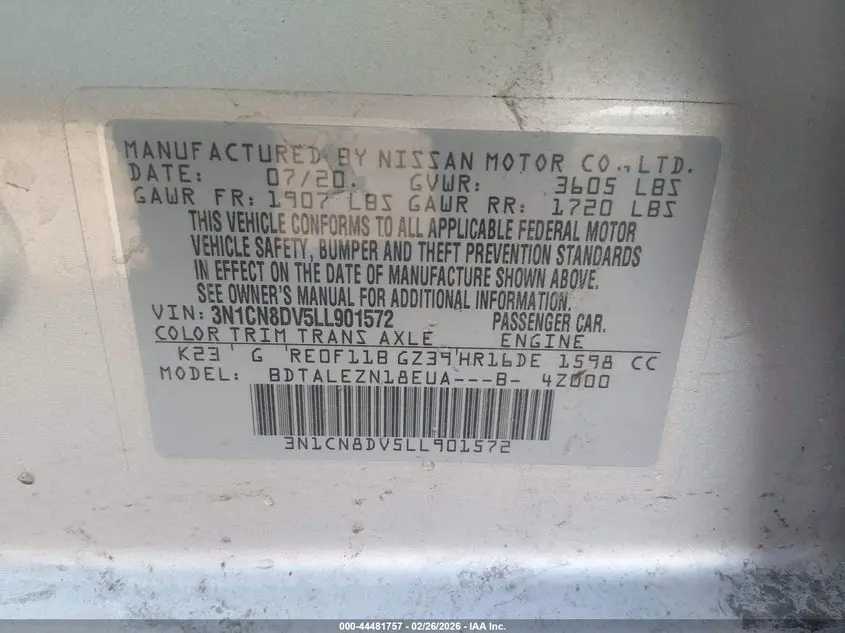 MANUFACTURED BY NISSAN MOTOR CO., LTD.
DATE: 07/20. GVWR: 3605 LBS
GAWR FR: 1907 LBS GAWR RR: 1720 LBS
THIS VEHICLE CONFORMS TO ALL APPLICABLE FEDERAL MOTOR
VEHICLE SAFETY, BUMPER AND THEFT PREVENTION STANDARDS
IN EFFECT ON THE DATE OF MANUFACTURE SHOWN ABOVE.
SEE OWNER'S MANUAL FOR ADDITIONAL INFORMATION.
VIN: 3N1CN8DV5LL901572 PASSENGER CAR.
COLOR TRIM TRANS AXLE ENGINE
K23 ' G 'RE0F11B GZ39'HR16DE 1598 CC
MODEL: BDTALEZN18EUA---B- 4Z000
3N1CN8DV5LL901572
000-44481757 | 02/26/2026 - IAA Inc.